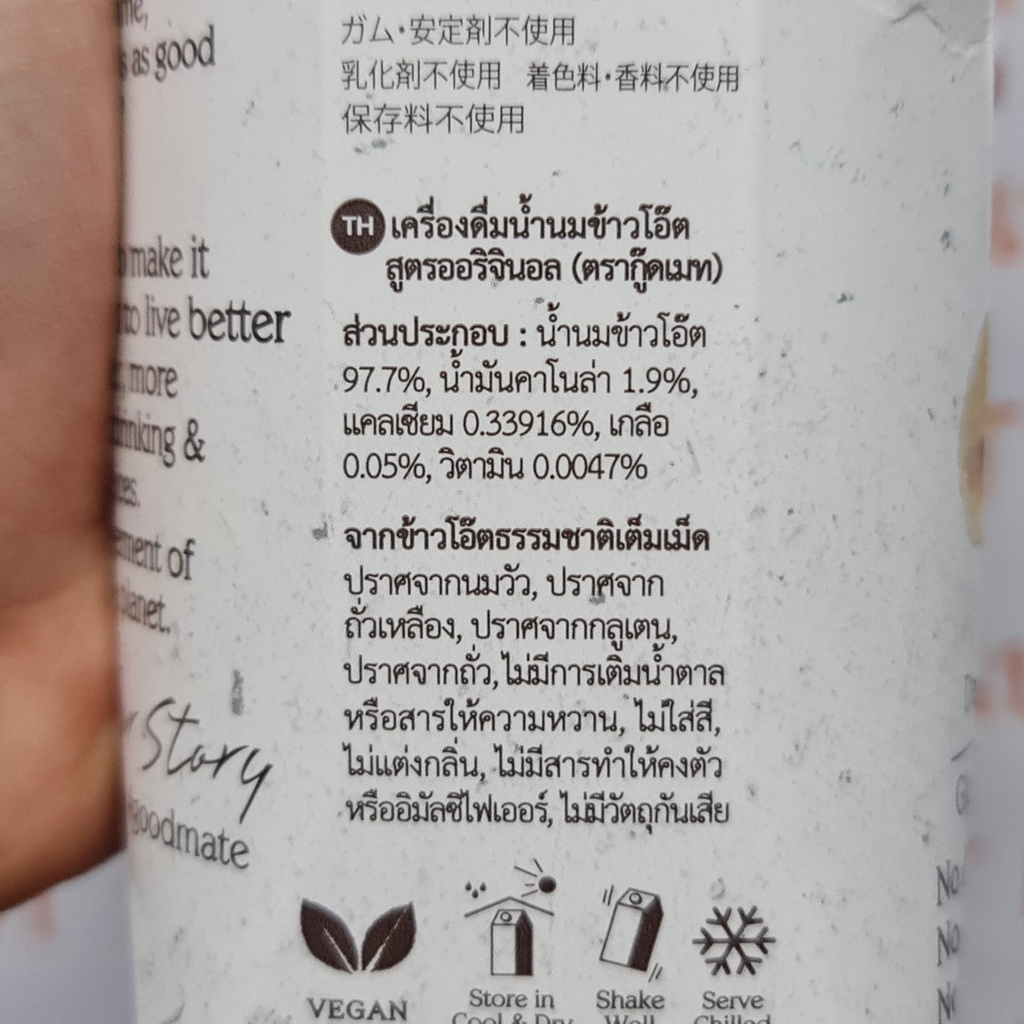 as good
make it
to live better
more
&
of
Story
goodmate
ガム・安定剤不使用
乳化剤不使用 着色料・香料不使用
保存料不使用
TH เครื่องดื่มน้ำนมข้าวโอ๊ต
สูตรออริจินอล (ตรากู๊ดเมท)
ส่วนประกอบ : น้ำนมข้าวโอ๊ต
97.7%, น้ำมันคาโนล่า 1.9%,
แคลเซียม 0.33916%, เกลือ
0.05%, วิตามิน 0.0047%
จากข้าวโอ๊ตธรรมชาติเต็มเม็ด
ปราศจากนมวัว, ปราศจาก
ถั่วเหลือง, ปราศจากกลูเตน,
ปราศจากถั่ว, ไม่มีการเติมน้ำตาล
หรือสารให้ความหวาน, ไม่ใส่สี,
ไม่แต่งกลิ่น, ไม่มีสารทำให้คงตัว
หรืออิมัลซิไฟเออร์, ไม่มีวัตถุกันเสีย
VEGAN
Store in
Cool & Dry
Shake
Well
Serve
Chilled
No
No